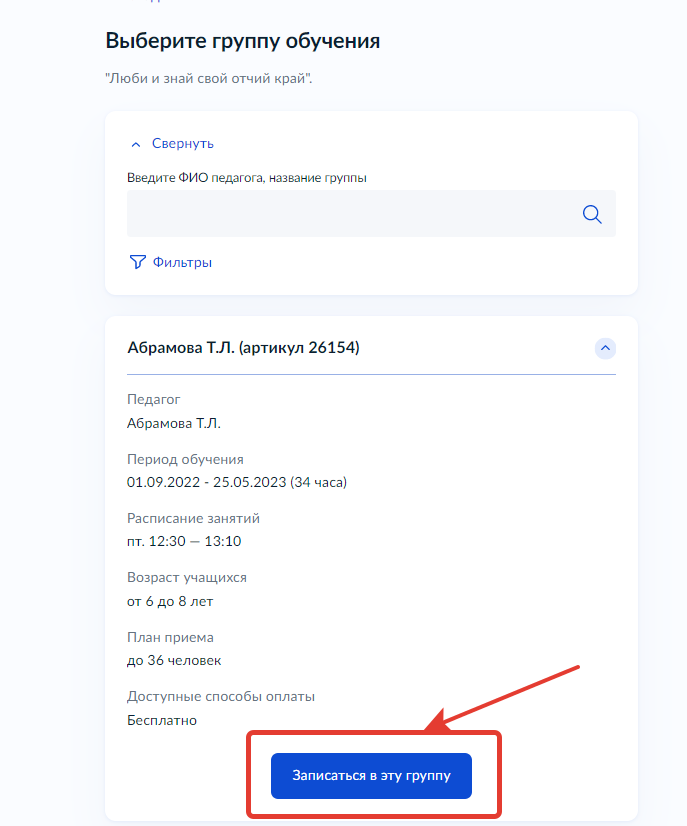 Выберите группу обучения
"Люби и знай свой отчий край".
Свернуть
Введите ФИО педагога, название группы
Фильтры
Абрамова Т.Л. (артикул 26154)
Педагог
Абрамова Т.Л.
Период обучения
01.09.2022 - 25.05.2023 (34 часа)
Расписание занятий
пт. 12:30 — 13:10
Возраст учащихся
от 6 до 8 лет
План приема
до 36 человек
Доступные способы оплаты
Бесплатно
Записаться в эту группу